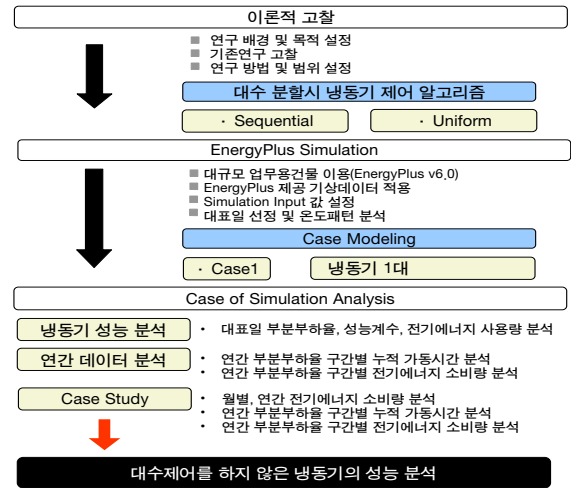 이론적 고찰
연구 배경 및 목적 설정
기존연구 고찰
연구 방법 및 범위 설정
대수 분할시 냉동기 제어 알고리즘
· Sequential
· Uniform
EnergyPlus Simulation
대규모 업무용건물 이용(EnergyPlus v6.0)
EnergyPlus 제공 기상데이터 적용
Simulation Input 값 설정
대표일 선정 및 온도패턴 분석
Case Modeling
· Case1
냉동기 1대
Case of Simulation Analysis
냉동기 성능 분석
· 대표일 부분부하율, 성능계수, 전기에너지 사용량 분석
연간 데이터 분석
· 연간 부분부하율 구간별 누적 가동시간 분석
· 연간 부분부하율 구간별 전기에너지 소비량 분석
Case Study
· 월별, 연간 전기에너지 소비량 분석
· 연간 부분부하율 구간별 누적 가동시간 분석
· 연간 부분부하율 구간별 전기에너지 소비량 분석
대수제어를 하지 않은 냉동기의 성능 분석